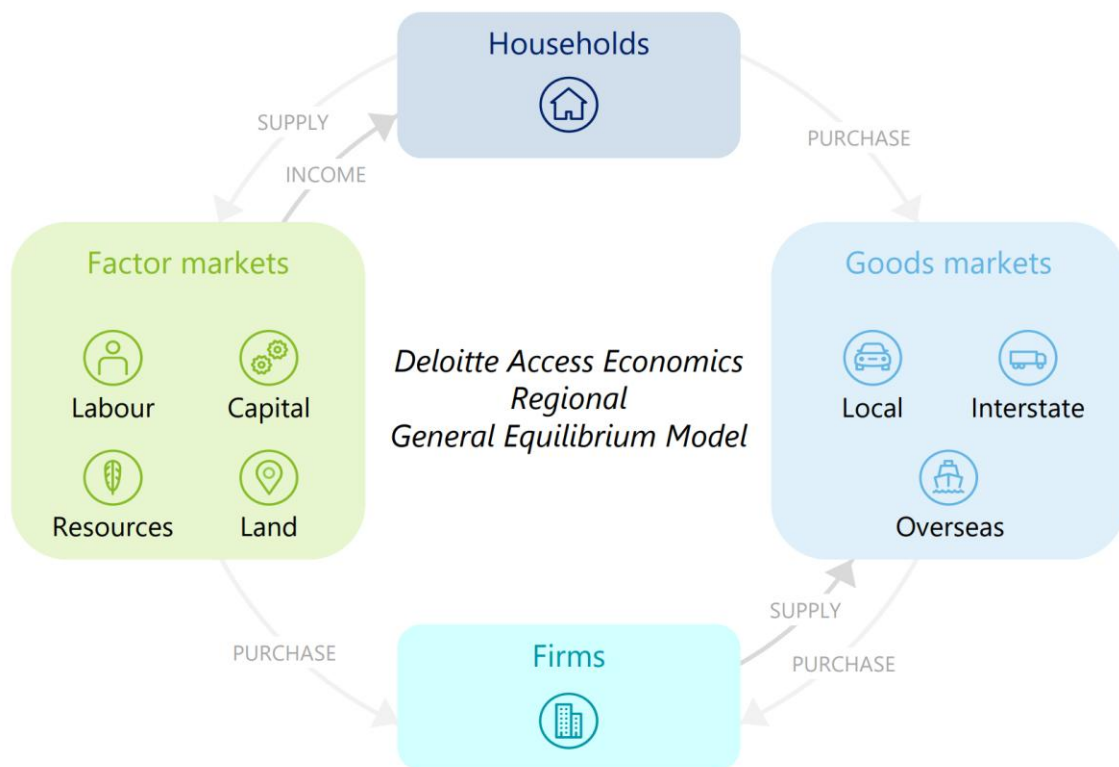 Households
SUPPLY
PURCHASE
INCOME
Factor markets
Goods markets
Labour
Capital
Resources
Land
Deloitte Access Economics
Regional
General Equilibrium Model
Local
Interstate
Overseas
SUPPLY
PURCHASE
PURCHASE
Firms